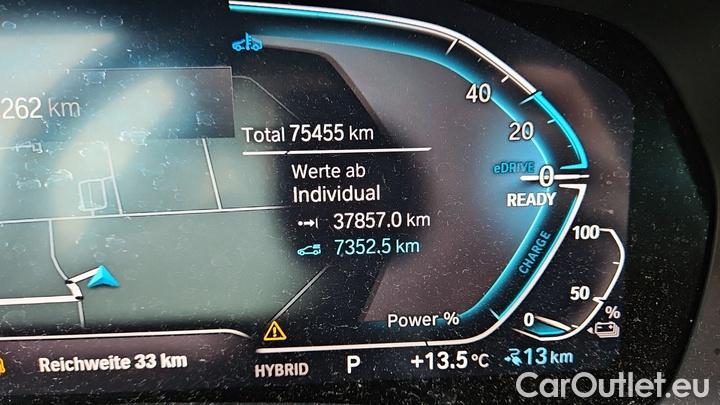 262 km
Total 75455 km
Werte ab
Individual
37857.0 km
7352.5 km
40
20
eDRIVE
0
READY
CHARGE
100
50
0
%
Power %
Reichweite 33 km
HYBRID
P
+13.5 °C
13 km
CarOutlet.eu